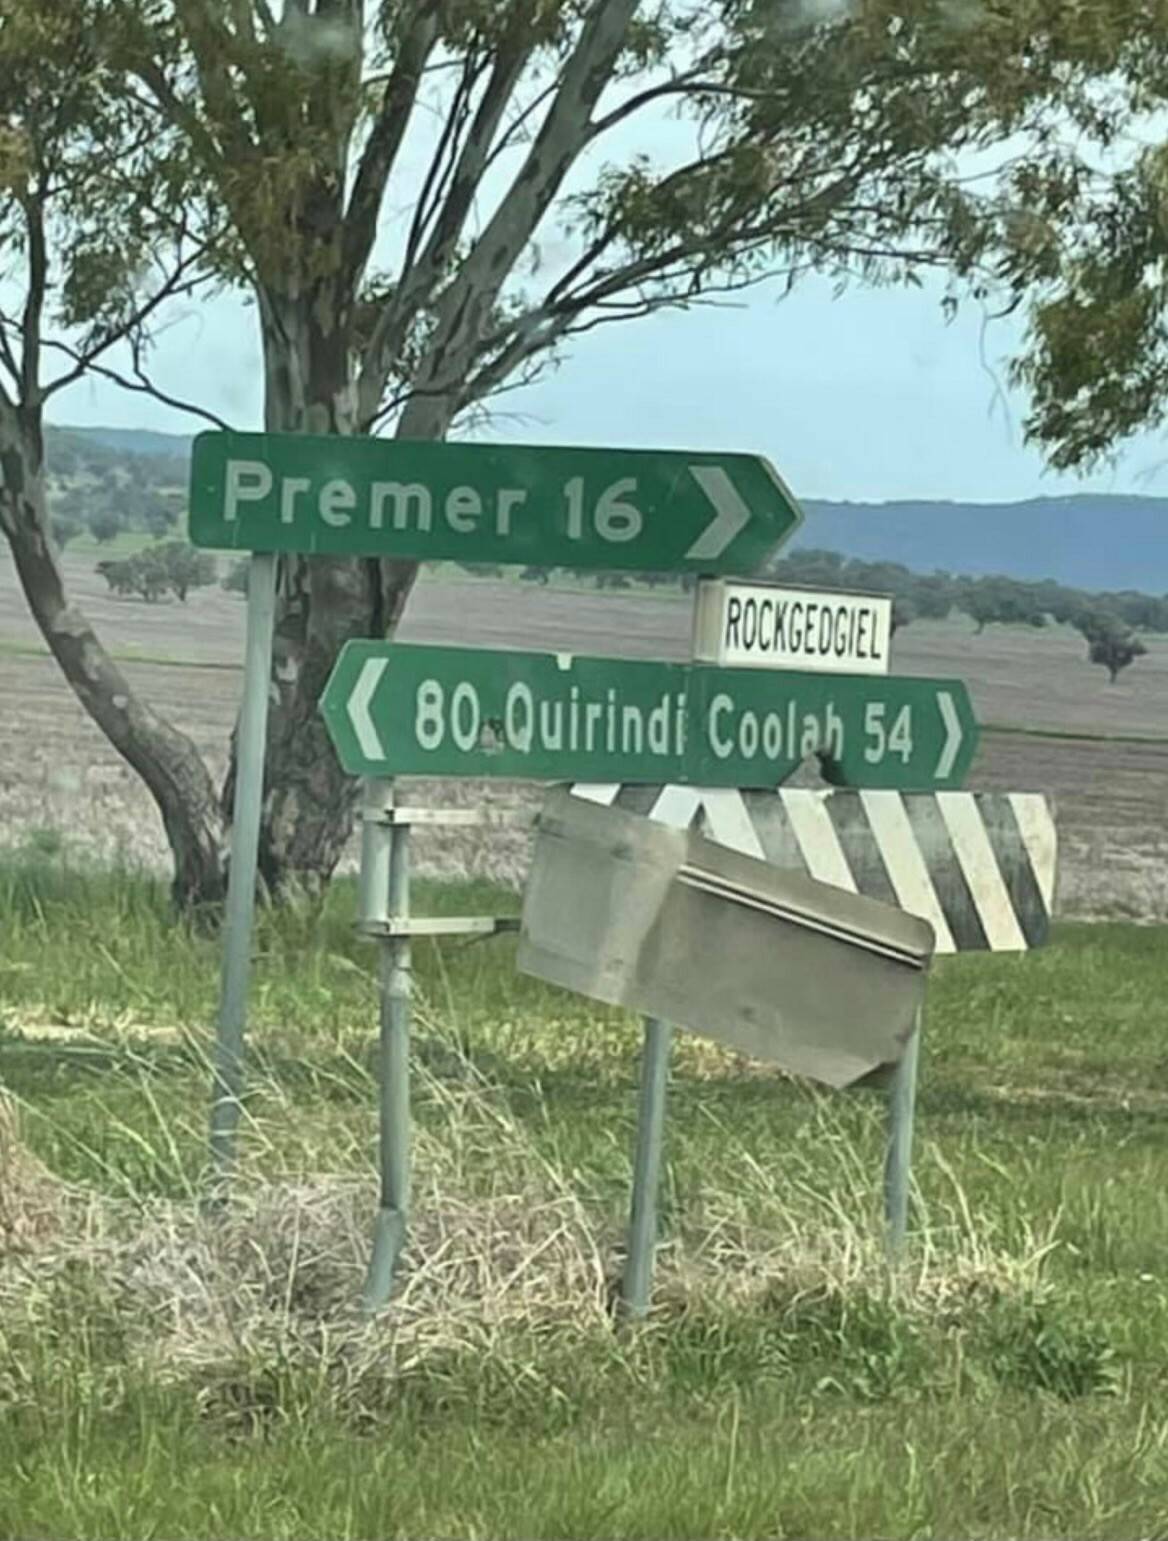 Premer 16
ROCKGEDGIEL
80 Quirindi Coolah 54